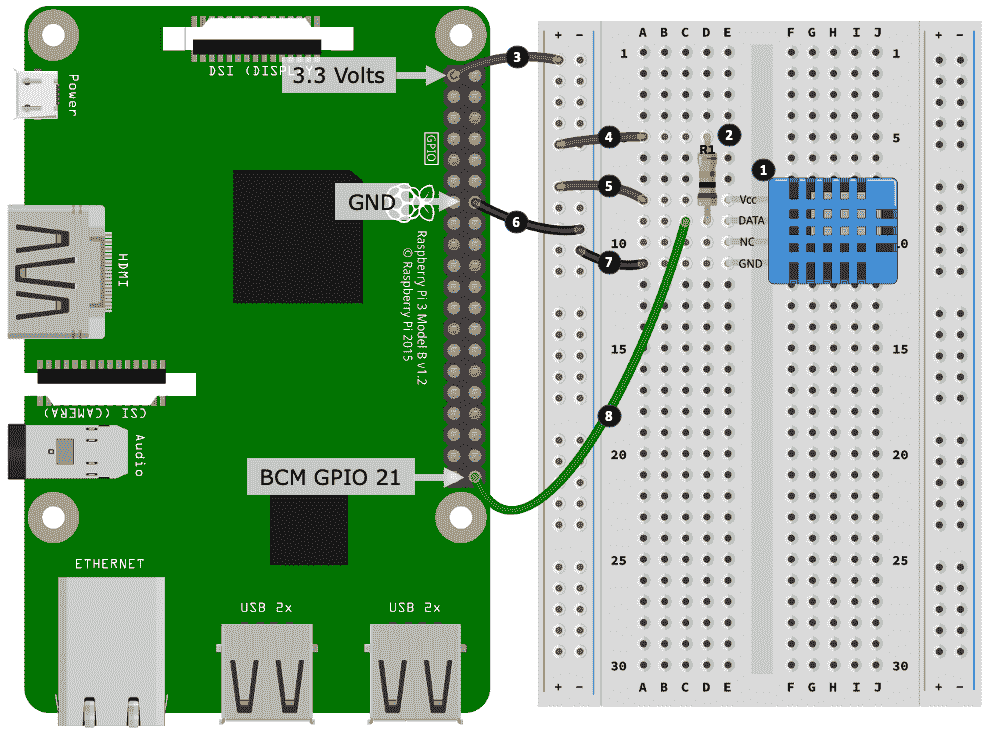 DSI (DISPL
3.3 Volts
Power
GPIO
GND
HDMI
Raspberry Pi 3 Model B v1.2
© Raspberry Pi 2015
CSI (CAMERA)
Audio
BCM GPIO 21
ETHERNET
USB 2x
USB 2x
3
4
5
6
7
8
2
R1
1
Vcc
DATA
NC
GND
+ − A B C D E F G H I J + −
1 1
5 5
10 10
15 15
20 20
25 25
30 30
+ − A B C D E F G H I J + −